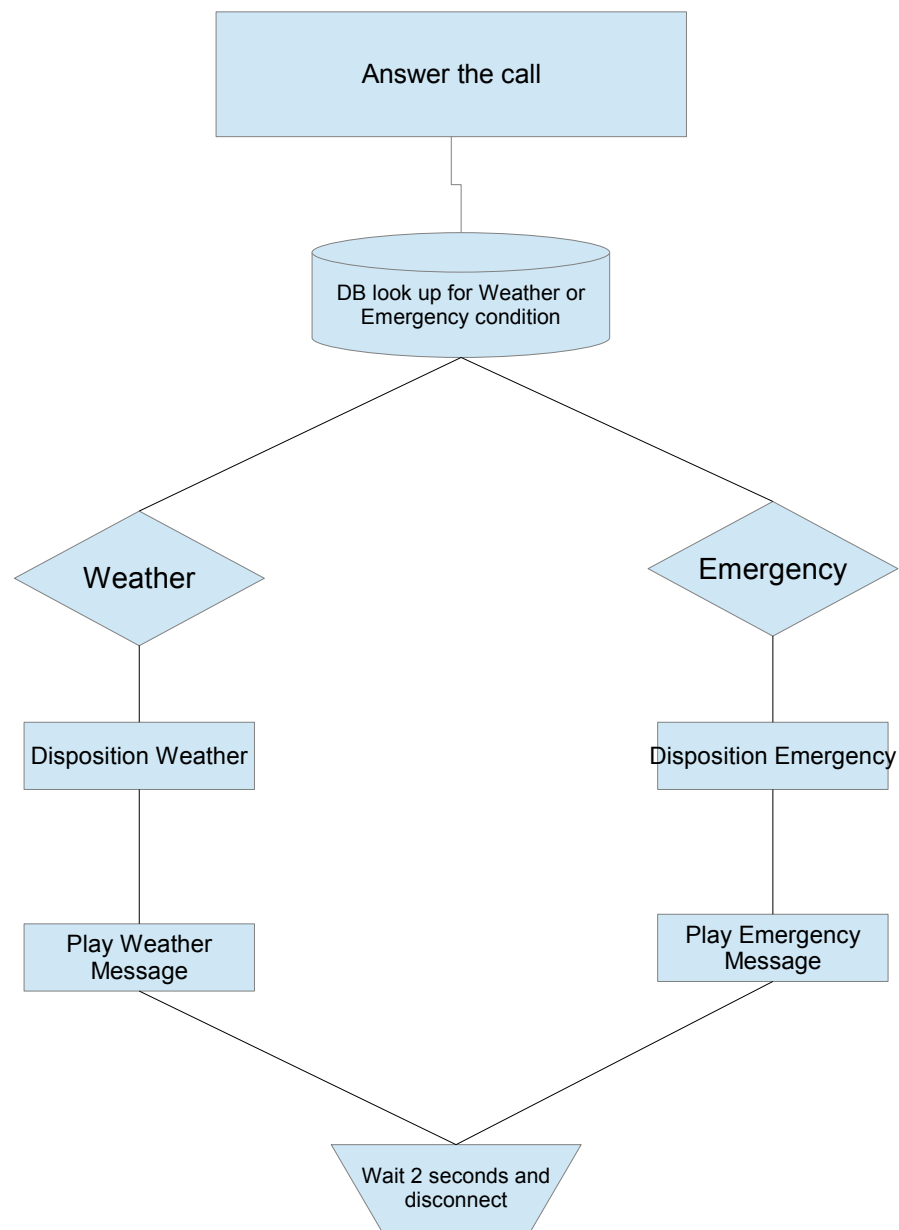 Answer the call
DB look up for Weather or
Emergency condition
Weather
Emergency
Disposition Weather
Disposition Emergency
Play Weather
Message
Play Emergency
Message
Wait 2 seconds and
disconnect